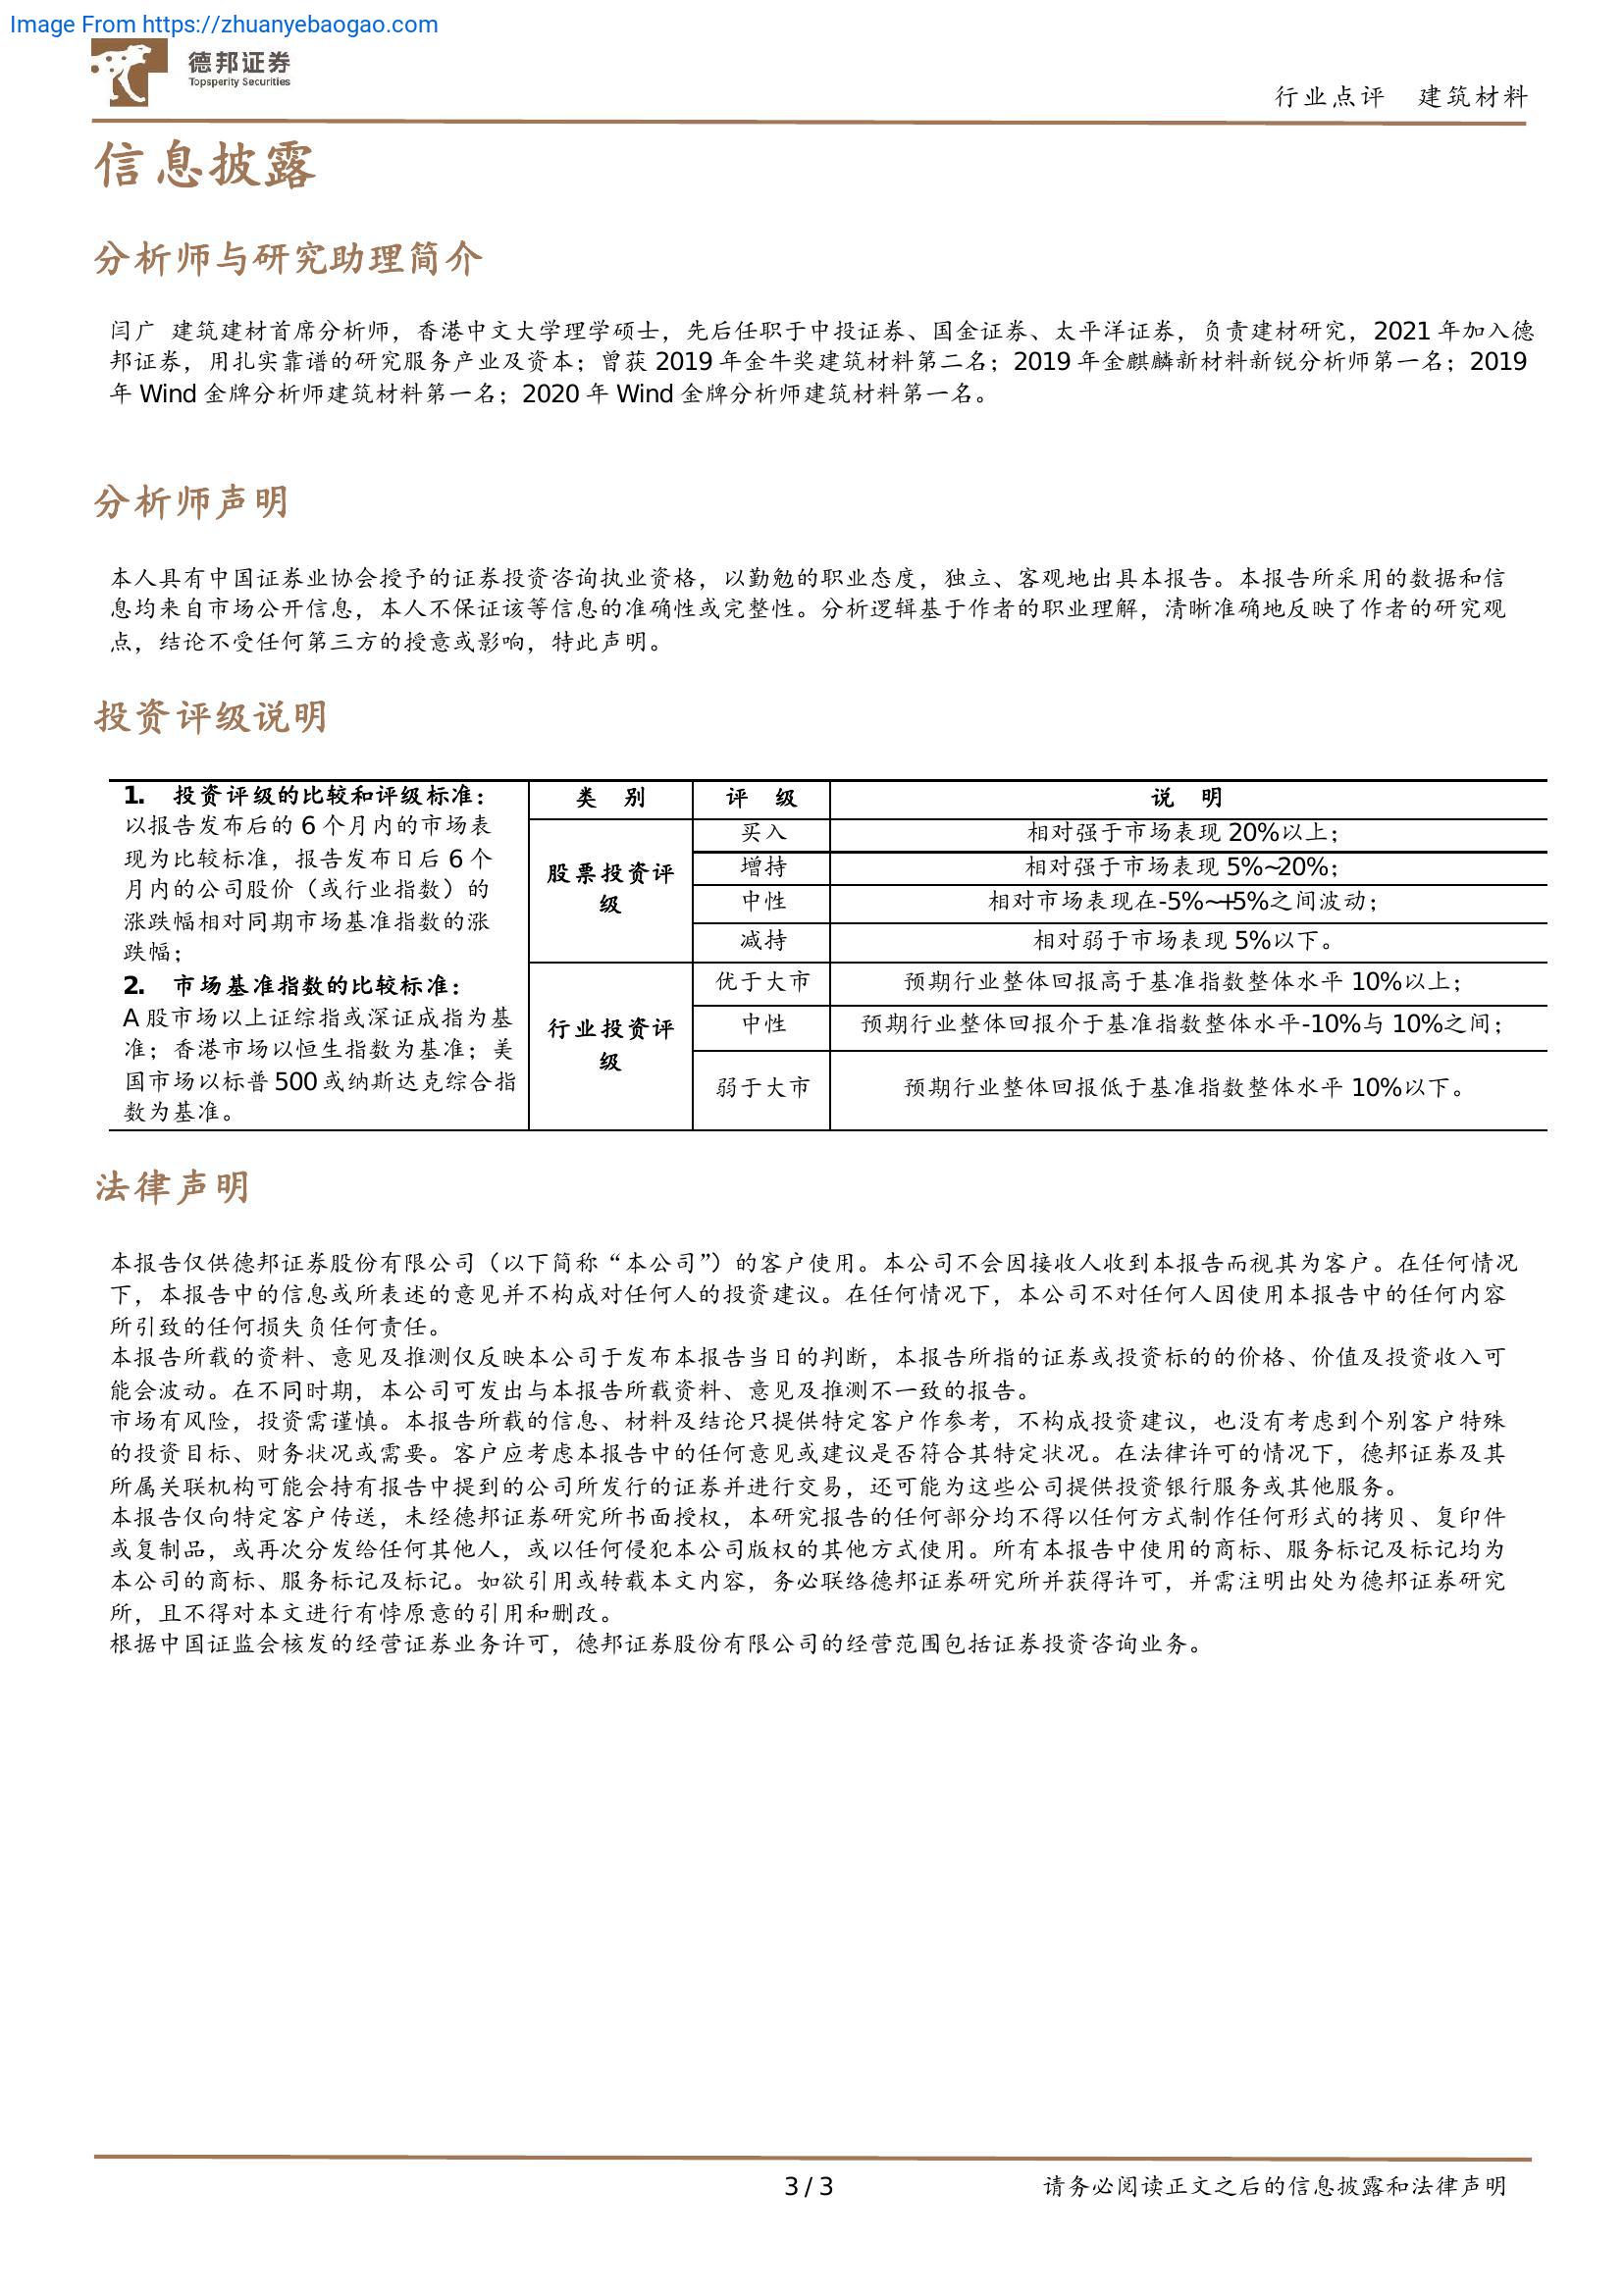 Image From https://zhuanyebaogao.com
德邦证券
Topsperity Securities
行业点评 建筑材料
信息披露
分析师与研究助理简介
闫广 建筑建材首席分析师，香港中文大学理学硕士，先后任职于中投证券、国金证券、太平洋证券，负责建材研究，2021 年加入德
邦证券，用扎实靠谱的研究服务产业及资本；曾获 2019 年金牛奖建筑材料第二名；2019 年金麒麟新材料新锐分析师第一名；2019
年 Wind 金牌分析师建筑材料第一名；2020 年 Wind 金牌分析师建筑材料第一名。
分析师声明
本人具有中国证券业协会授予的证券投资咨询执业资格，以勤勉的职业态度，独立、客观地出具本报告。本报告所采用的数据和信
息均来自市场公开信息，本人不保证该等信息的准确性或完整性。分析逻辑基于作者的职业理解，清晰准确地反映了作者的研究观
点，结论不受任何第三方的授意或影响，特此声明。
投资评级说明
1. 投资评级的比较和评级标准：
以报告发布后的 6 个月内的市场表
现为比较标准，报告发布日后 6 个
月内的公司股价（或行业指数）的
涨跌幅相对同期市场基准指数的涨
跌幅；
2. 市场基准指数的比较标准：
A 股市场以上证综指或深证成指为基
准；香港市场以恒生指数为基准；美
国市场以标普 500 或纳斯达克综合指
数为基准。
类 别 评 级 说 明
股票投资评
级
买入 相对强于市场表现 20%以上；
增持 相对强于市场表现 5%~20%；
中性 相对市场表现在-5%~+5%之间波动；
减持 相对弱于市场表现 5%以下。
行业投资评
级
优于大市 预期行业整体回报高于基准指数整体水平 10%以上；
中性 预期行业整体回报介于基准指数整体水平-10%与 10%之间；
弱于大市 预期行业整体回报低于基准指数整体水平 10%以下。
法律声明
本报告仅供德邦证券股份有限公司（以下简称“本公司”）的客户使用。本公司不会因接收人收到本报告而视其为客户。在任何情况
下，本报告中的信息或所表述的意见并不构成对任何人的投资建议。在任何情况下，本公司不对任何人因使用本报告中的任何内容
所引致的任何损失负任何责任。
本报告所载的资料、意见及推测仅反映本公司于发布本报告当日的判断，本报告所指的证券或投资标的的价格、价值及投资收入可
能会波动。在不同时期，本公司可发出与本报告所载资料、意见及推测不一致的报告。
市场有风险，投资需谨慎。本报告所载的信息、材料及结论只提供特定客户作参考，不构成投资建议，也没有考虑到个别客户特殊
的投资目标、财务状况或需要。客户应考虑本报告中的任何意见或建议是否符合其特定状况。在法律许可的情况下，德邦证券及其
所属关联机构可能会持有报告中提到的公司所发行的证券并进行交易，还可能为这些公司提供投资银行服务或其他服务。
本报告仅向特定客户传送，未经德邦证券研究所书面授权，本研究报告的任何部分均不得以任何方式制作任何形式的拷贝、复印件
或复制品，或再次分发给任何其他人，或以任何侵犯本公司版权的其他方式使用。所有本报告中使用的商标、服务标记及标记均为
本公司的商标、服务标记及标记。如欲引用或转载本文内容，务必联络德邦证券研究所并获得许可，并需注明出处为德邦证券研究
所，且不得对本文进行有悖原意的引用和删改。
根据中国证监会核发的经营证券业务许可，德邦证券股份有限公司的经营范围包括证券投资咨询业务。
3 / 3
请务必阅读正文之后的信息披露和法律声明